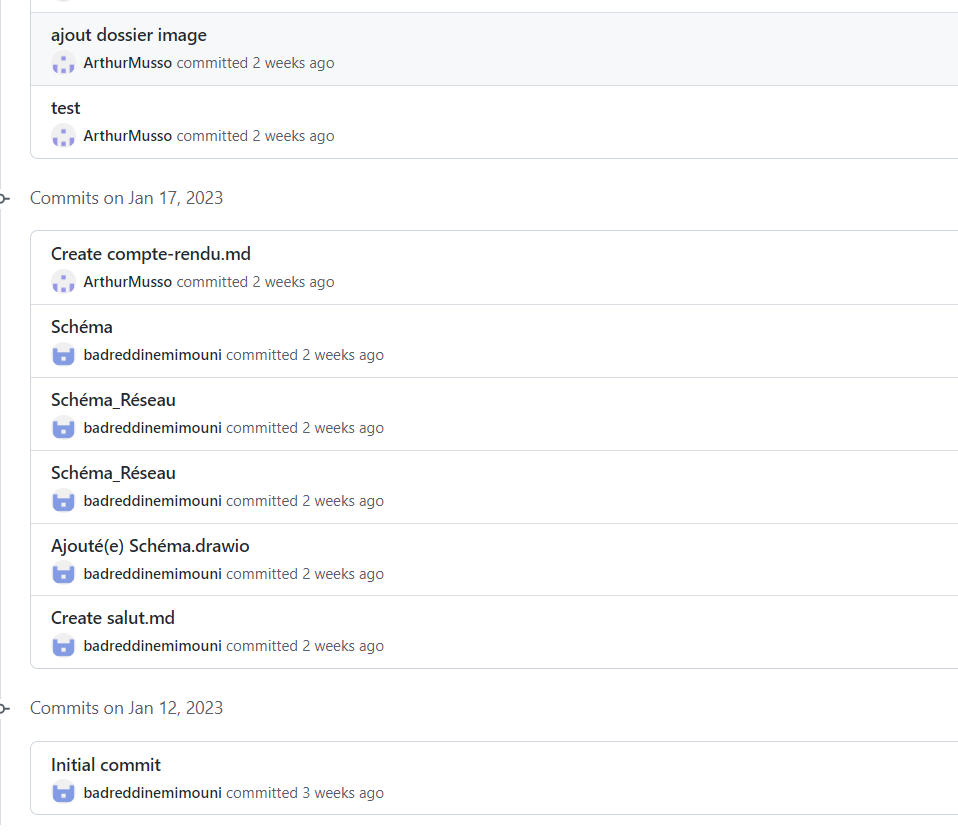 ajout dossier image
ArthurMusso committed 2 weeks ago
test
ArthurMusso committed 2 weeks ago
Commits on Jan 17, 2023
Create compte-rendu.md
ArthurMusso committed 2 weeks ago
Schéma
badreddinemimouni committed 2 weeks ago
Schéma_Réseau
badreddinemimouni committed 2 weeks ago
Schéma_Réseau
badreddinemimouni committed 2 weeks ago
Ajouté(e) Schéma.drawio
badreddinemimouni committed 2 weeks ago
Create salut.md
badreddinemimouni committed 2 weeks ago
Commits on Jan 12, 2023
Initial commit
badreddinemimouni committed 3 weeks ago